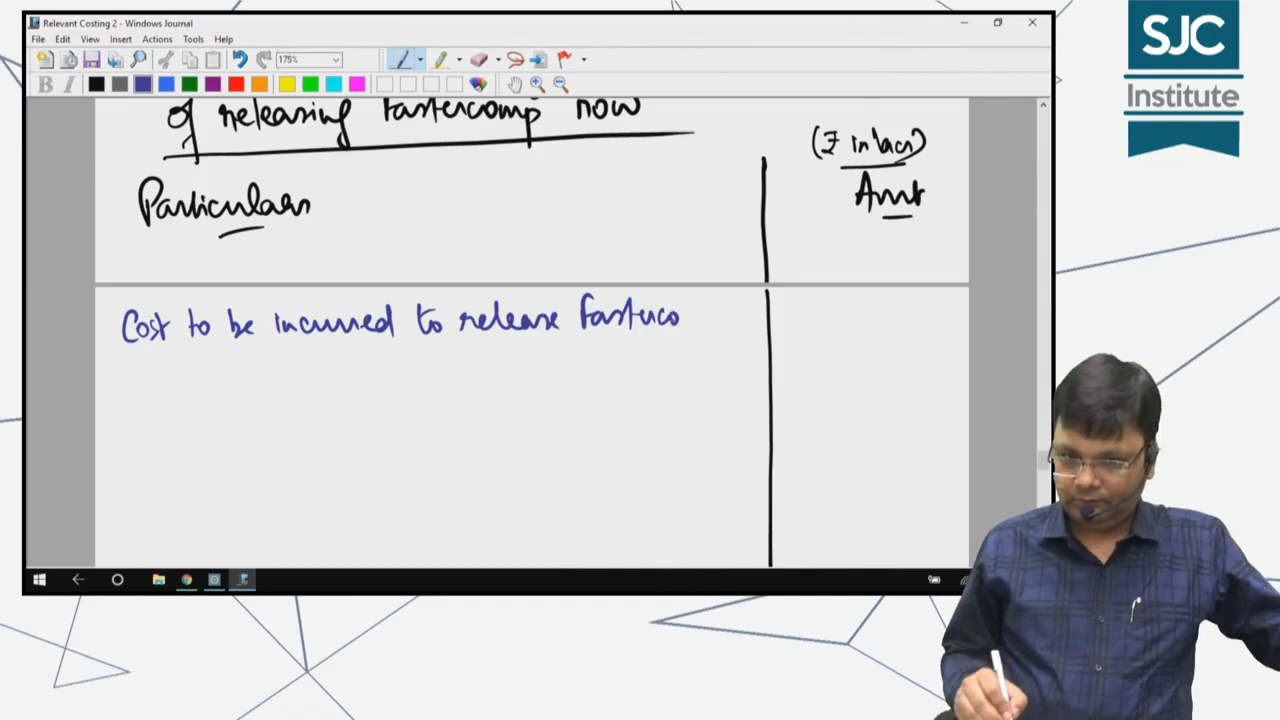 SJC
Institute
Relevant Costing 2 - Windows Journal
File Edit View Insert Actions Tools Help
175%
B I
of releasing Fastercomp now
(₹ in lacs)
Particulars
Amt
Cost to be incurred to release Fasterco